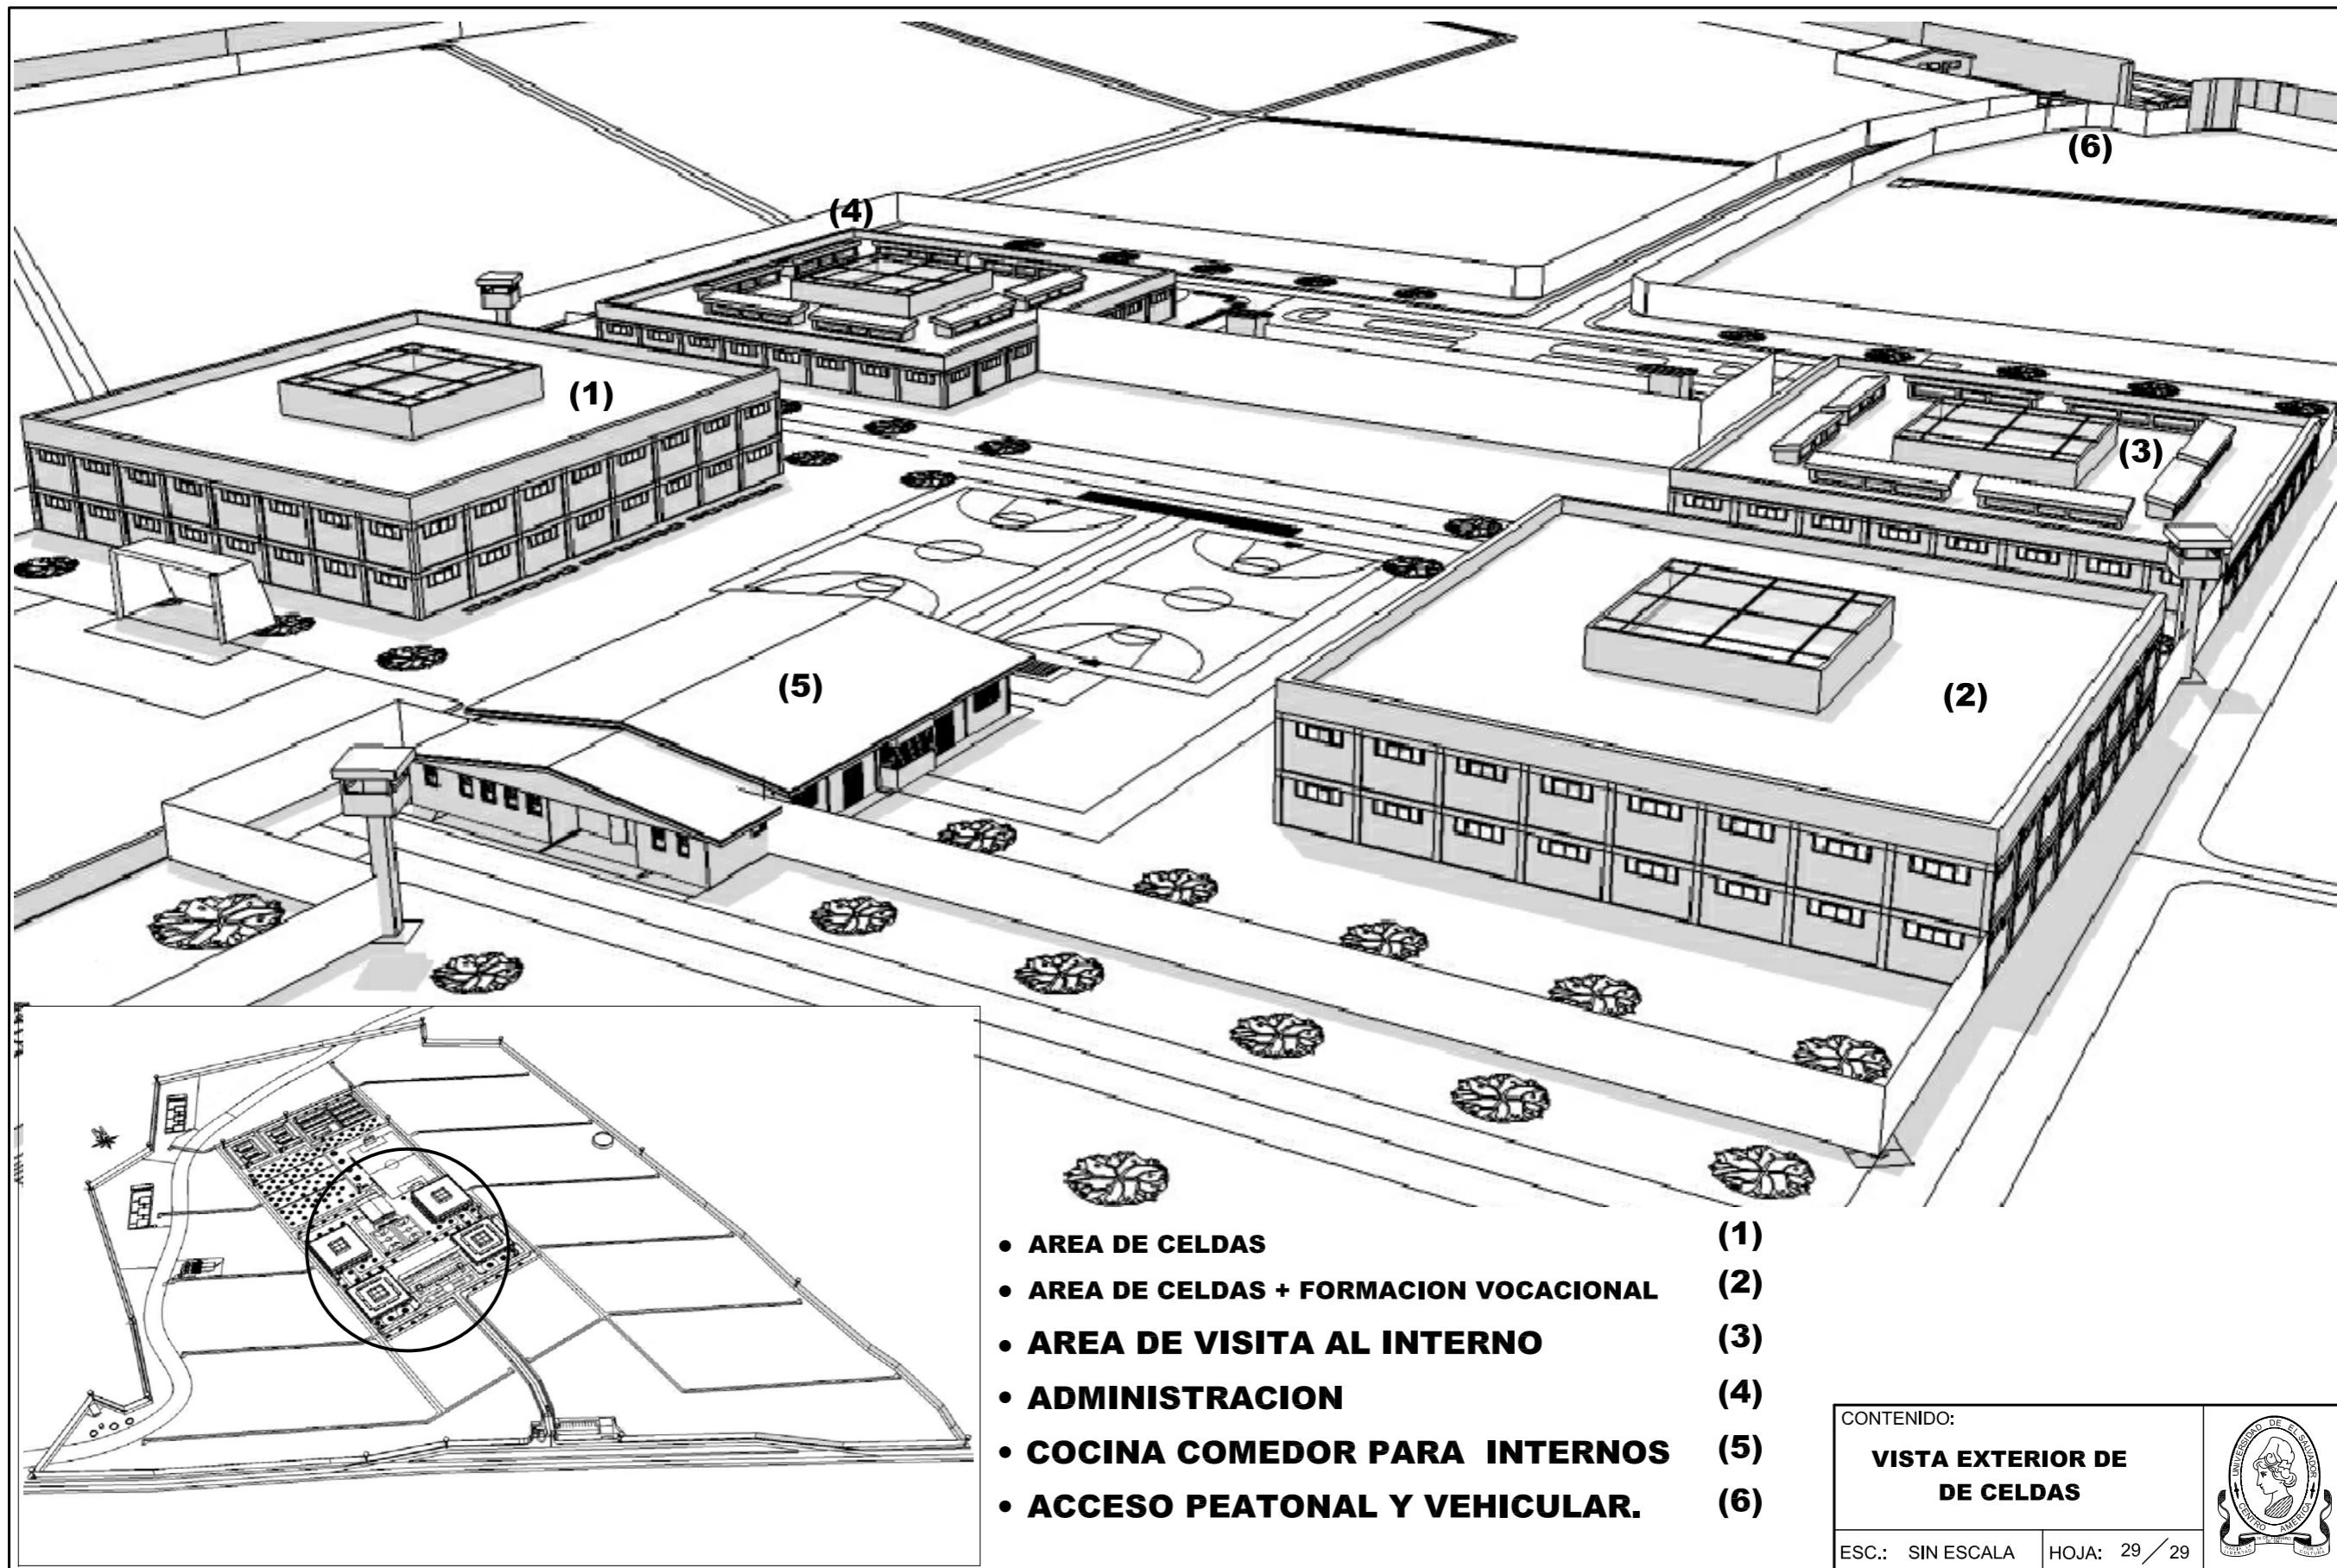 (6)
(4)
(1)
(3)
(5)
(2)
• AREA DE CELDAS (1)
• AREA DE CELDAS + FORMACION VOCACIONAL (2)
• AREA DE VISITA AL INTERNO (3)
• ADMINISTRACION (4)
• COCINA COMEDOR PARA INTERNOS (5)
• ACCESO PEATONAL Y VEHICULAR. (6)
CONTENIDO:
VISTA EXTERIOR DE
DE CELDAS
ESC.: SIN ESCALA
HOJA: 29 / 29
UNIVERSIDAD DE EL SALVADOR
CENTRO AMERICA